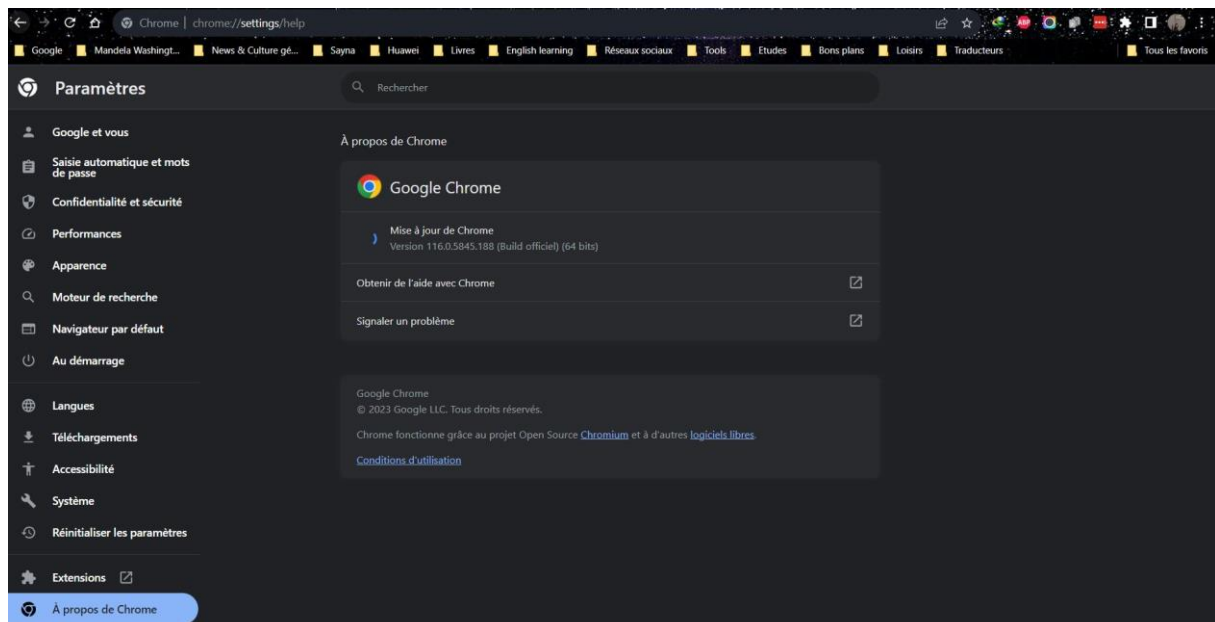 Chrome | chrome://settings/help
ABP
Google Mandela Washingt... News & Culture gé... Sayna Huawei Livres English learning Réseaux sociaux Tools Etudes Bons plans Loisirs Traducteurs Tous les favoris
Paramètres
Rechercher
Google et vous
Saisie automatique et mots
de passe
Confidentialité et sécurité
Performances
Apparence
Moteur de recherche
Navigateur par défaut
Au démarrage
Langues
Téléchargements
Accessibilité
Système
Réinitialiser les paramètres
Extensions
À propos de Chrome
À propos de Chrome
Google Chrome
Mise à jour de Chrome
Version 116.0.5845.188 (Build officiel) (64 bits)
Obtenir de l'aide avec Chrome
Signaler un problème
Google Chrome
© 2023 Google LLC. Tous droits réservés.
Chrome fonctionne grâce au projet Open Source Chromium et à d'autres logiciels libres.
Conditions d'utilisation